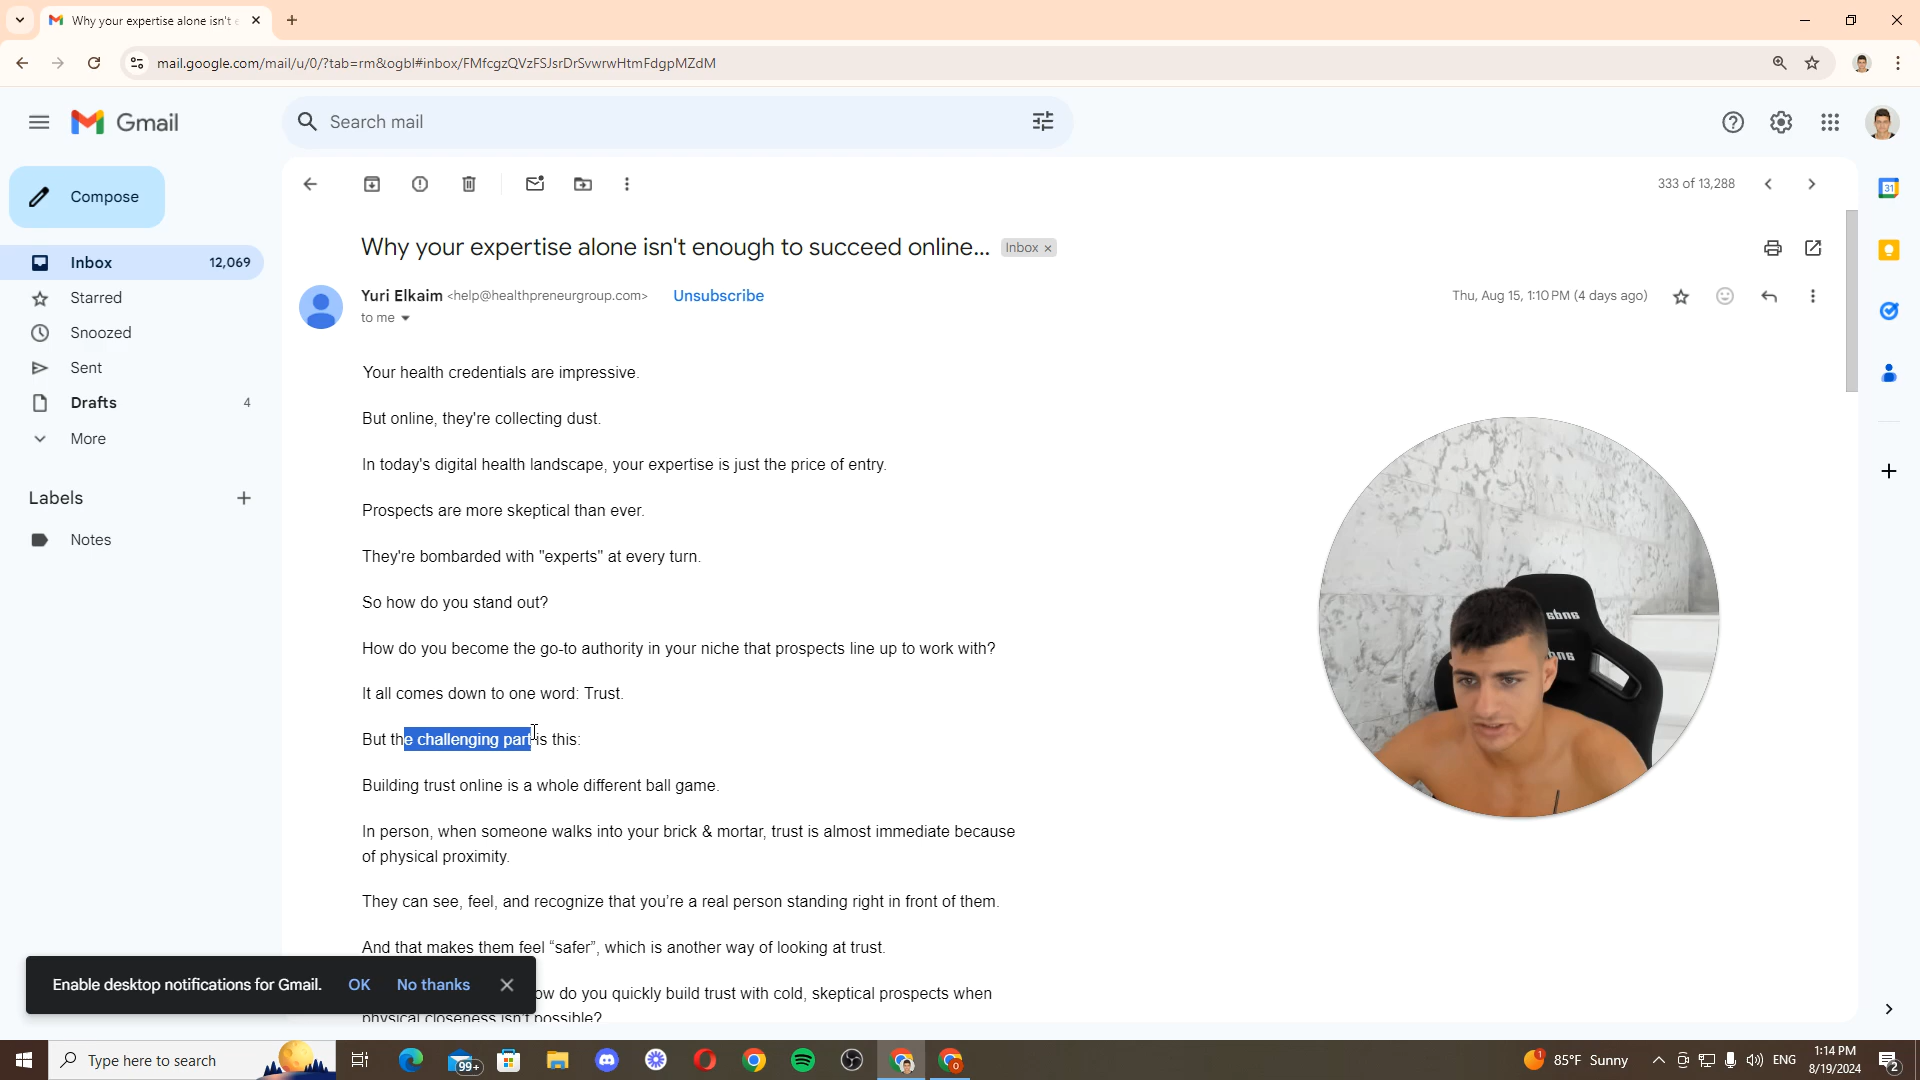 Why your expertise alone isn't e
mail.google.com/mail/u/0/?tab=rm&ogbl#inbox/FMfcgzQVzFSJsrDrSvwrwHtmFdgpMZdM
Gmail
Search mail
Compose
333 of 13,288
31
Inbox 12,069
Starred
Snoozed
Sent
Drafts 4
More
Labels
Notes
Why your expertise alone isn't enough to succeed online... Inbox ×
Yuri Elkaim <help@healthpreneurgroup.com> Unsubscribe
Thu, Aug 15, 1:10 PM (4 days ago)
to me
Your health credentials are impressive.
But online, they're collecting dust.
In today's digital health landscape, your expertise is just the price of entry.
Prospects are more skeptical than ever.
They're bombarded with "experts" at every turn.
So how do you stand out?
How do you become the go-to authority in your niche that prospects line up to work with?
It all comes down to one word: Trust.
But the challenging part is this:
Building trust online is a whole different ball game.
In person, when someone walks into your brick & mortar, trust is almost immediate because
of physical proximity.
They can see, feel, and recognize that you’re a real person standing right in front of them.
And that makes them feel “safer”, which is another way of looking at trust.
ow do you quickly build trust with cold, skeptical prospects when
physical closeness isn't possible?
Enable desktop notifications for Gmail. OK No thanks
Type here to search
99+
85°F Sunny
ENG
1:14 PM
8/19/2024
2